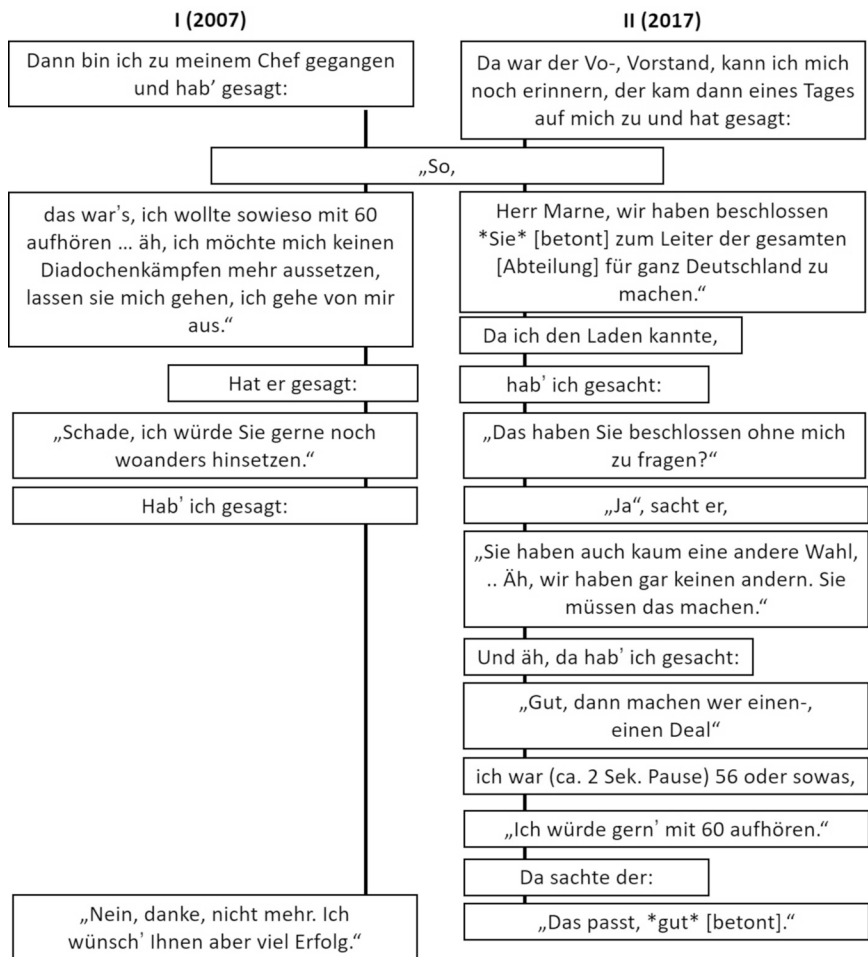 I (2007)
Dann bin ich zu meinem Chef gegangen
und hab’ gesagt:
II (2017)
Da war der Vo-, Vorstand, kann ich mich
noch erinnern, der kam dann eines Tages
auf mich zu und hat gesagt:
„So,
das war’s, ich wollte sowieso mit 60
aufhören ... äh, ich möchte mich keinen
Diadochenkämpfen mehr aussetzen,
lassen sie mich gehen, ich gehe von mir
aus.“
Hat er gesagt:
„Schade, ich würde Sie gerne noch
woanders hinsetzen.“
Hab’ ich gesagt:
„Nein, danke, nicht mehr. Ich
wünsch’ Ihnen aber viel Erfolg.“
Herr Marne, wir haben beschlossen
*Sie* [betont] zum Leiter der gesamten
[Abteilung] für ganz Deutschland zu
machen.“
Da ich den Laden kannte,
hab’ ich gesacht:
„Das haben Sie beschlossen ohne mich
zu fragen?“
„Ja“, sacht er,
„Sie haben auch kaum eine andere Wahl,
.. Äh, wir haben gar keinen andern. Sie
müssen das machen.“
Und äh, da hab’ ich gesacht:
„Gut, dann machen wer einen-,
einen Deal“
ich war (ca. 2 Sek. Pause) 56 oder sowas,
„Ich würde gern’ mit 60 aufhören.“
Da sachte der:
„Das passt, *gut* [betont].“